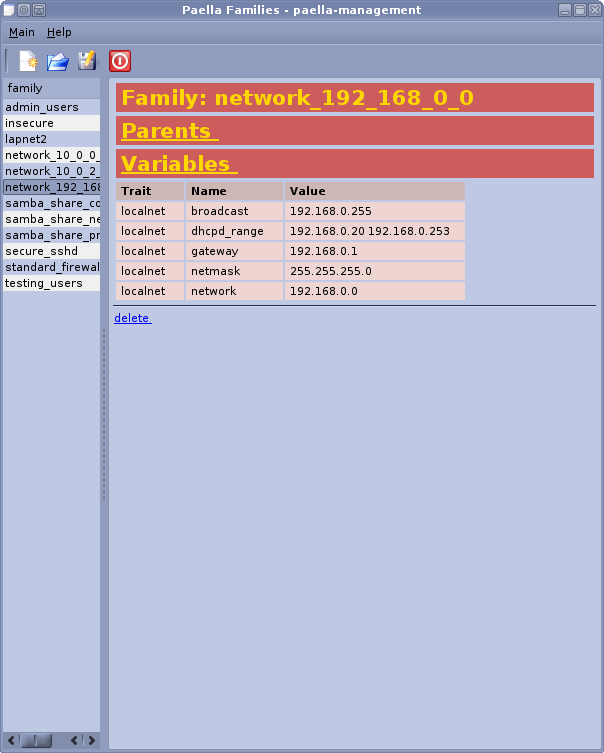 Paella Families - paella-management
Main Help
family
admin_users
insecure
lapnet2
network_10_0_0_
network_10_0_2_
network_192_168
samba_share_co
samba_share_ne
samba_share_pr
secure_sshd
standard_firewal
testing_users
Family: network_192_168_0_0
Parents
Variables
Trait Name Value
localnet broadcast 192.168.0.255
localnet dhcpd_range 192.168.0.20 192.168.0.253
localnet gateway 192.168.0.1
localnet netmask 255.255.255.0
localnet network 192.168.0.0
delete